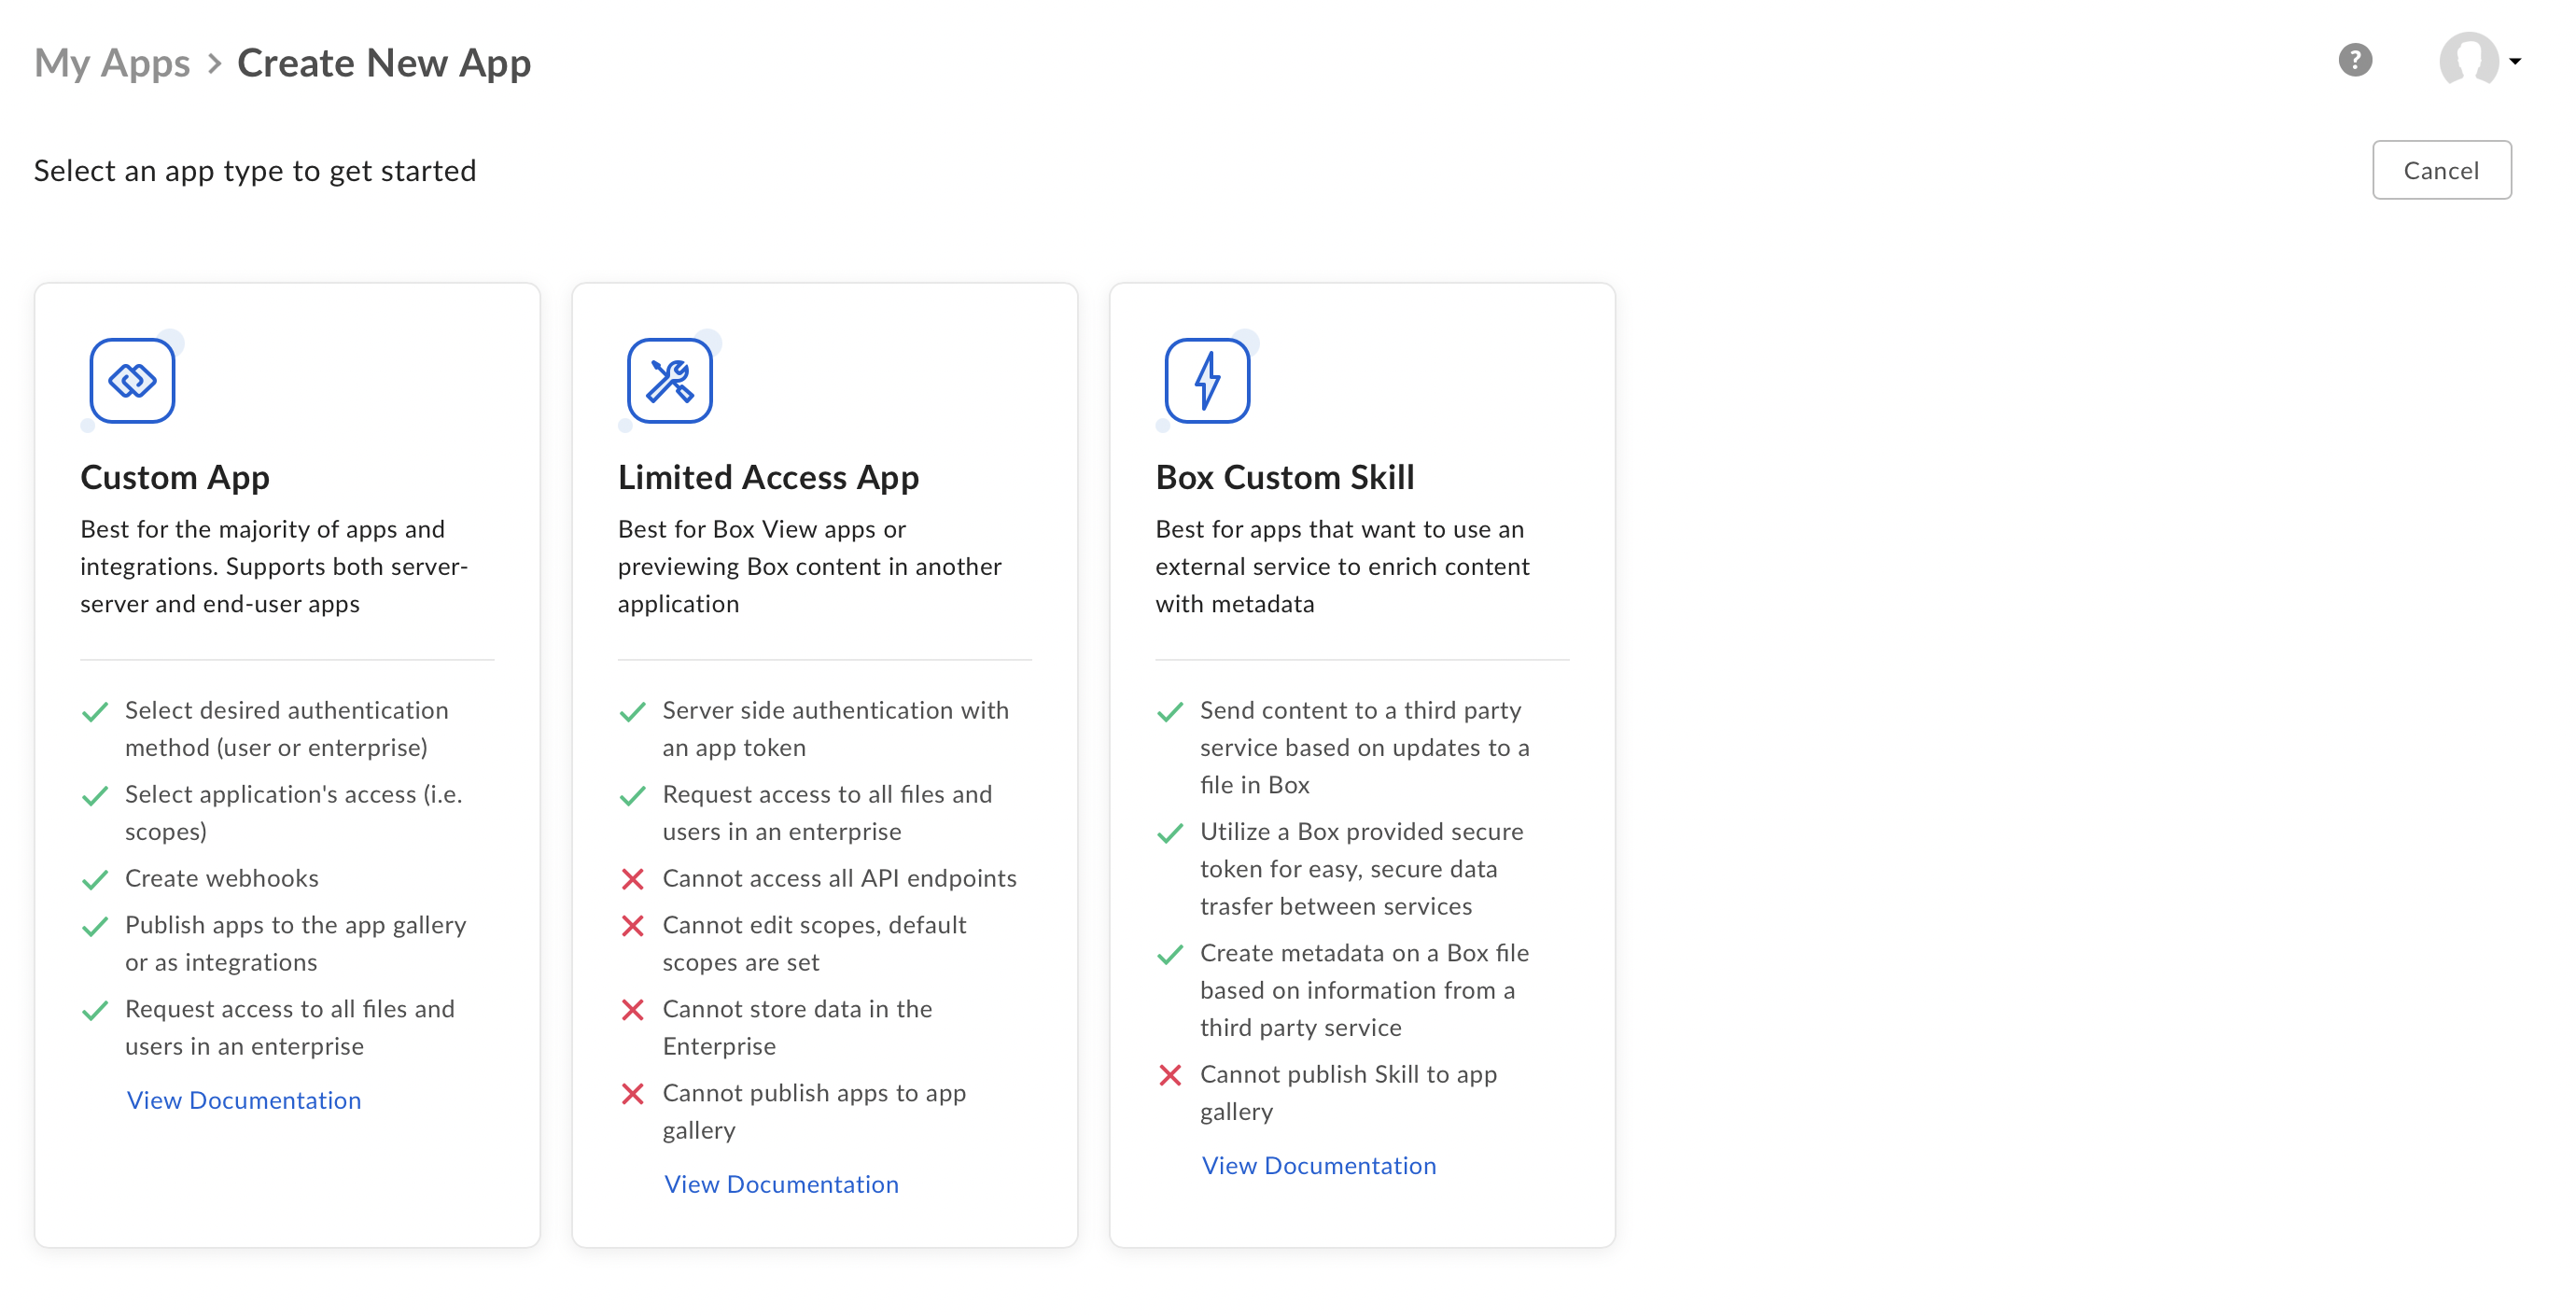 My Apps > Create New App
?
Select an app type to get started
Cancel
Custom App
Best for the majority of apps and
integrations. Supports both server-
server and end-user apps
Select desired authentication
method (user or enterprise)
Select application's access (i.e.
scopes)
Create webhooks
Publish apps to the app gallery
or as integrations
Request access to all files and
users in an enterprise
View Documentation
Limited Access App
Best for Box View apps or
previewing Box content in another
application
Server side authentication with
an app token
Request access to all files and
users in an enterprise
Cannot access all API endpoints
Cannot edit scopes, default
scopes are set
Cannot store data in the
Enterprise
Cannot publish apps to app
gallery
View Documentation
Box Custom Skill
Best for apps that want to use an
external service to enrich content
with metadata
Send content to a third party
service based on updates to a
file in Box
Utilize a Box provided secure
token for easy, secure data
trasfer between services
Create metadata on a Box file
based on information from a
third party service
Cannot publish Skill to app
gallery
View Documentation